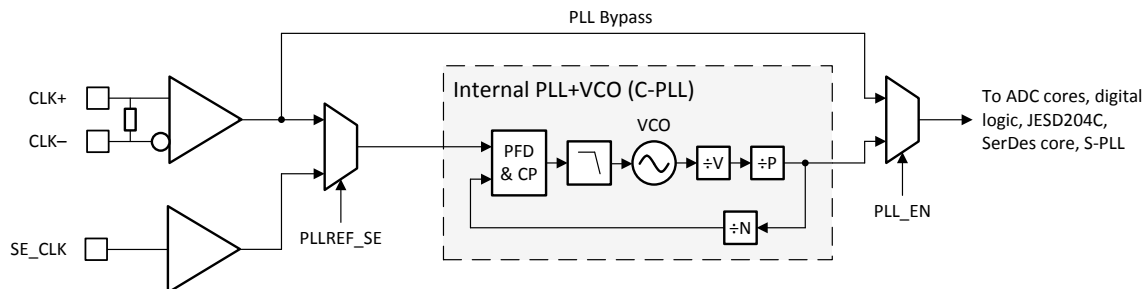 PLL Bypass
Internal PLL+VCO (C-PLL)
CLK+
CLK–
VCO
PFD
& CP
÷V
÷P
÷N
To ADC cores, digital
logic, JESD204C,
SerDes core, S-PLL
PLL_EN
SE_CLK
PLLREF_SE